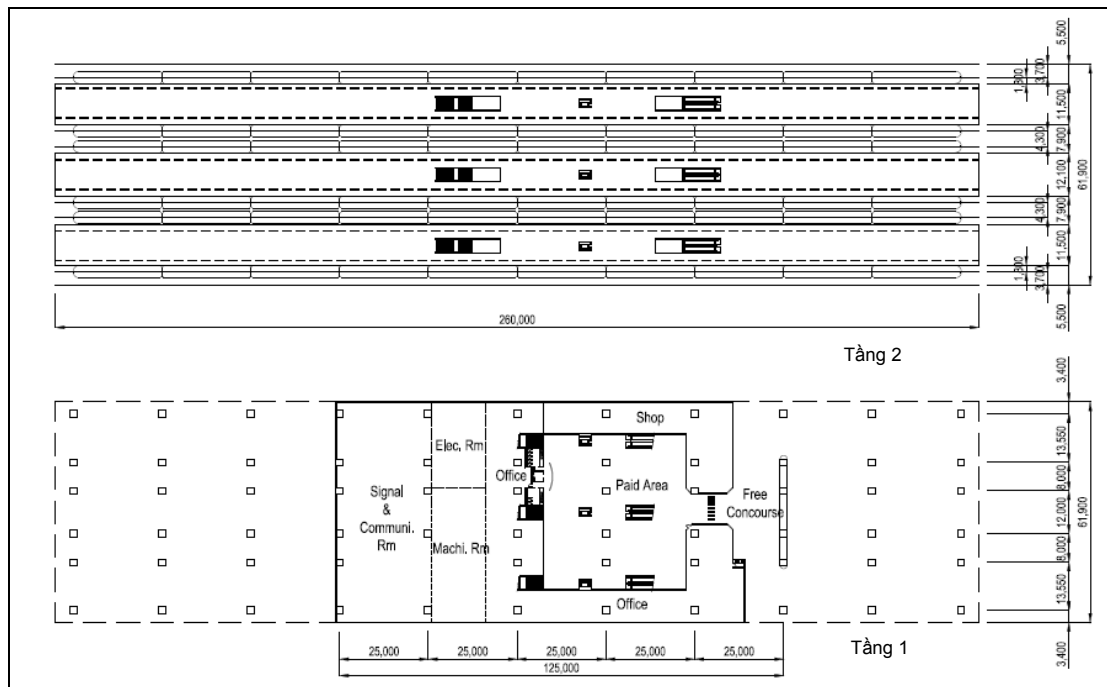 5,500
3,700
1,800
11,500
4,300
7,900
12,100
61,900
4,300
7,900
11,500
1,800
3,700
5,500
260,000
Tầng 2
3,400
Shop
13,550
Elec. Rm
Office
Paid Area
8,000
Signal
&
Communi.
Rm
Free
Concourse
12,000
61,900
Machi. Rm
8,000
Office
13,550
Tầng 1
25,000 25,000 25,000 25,000 25,000
125,000
3,400